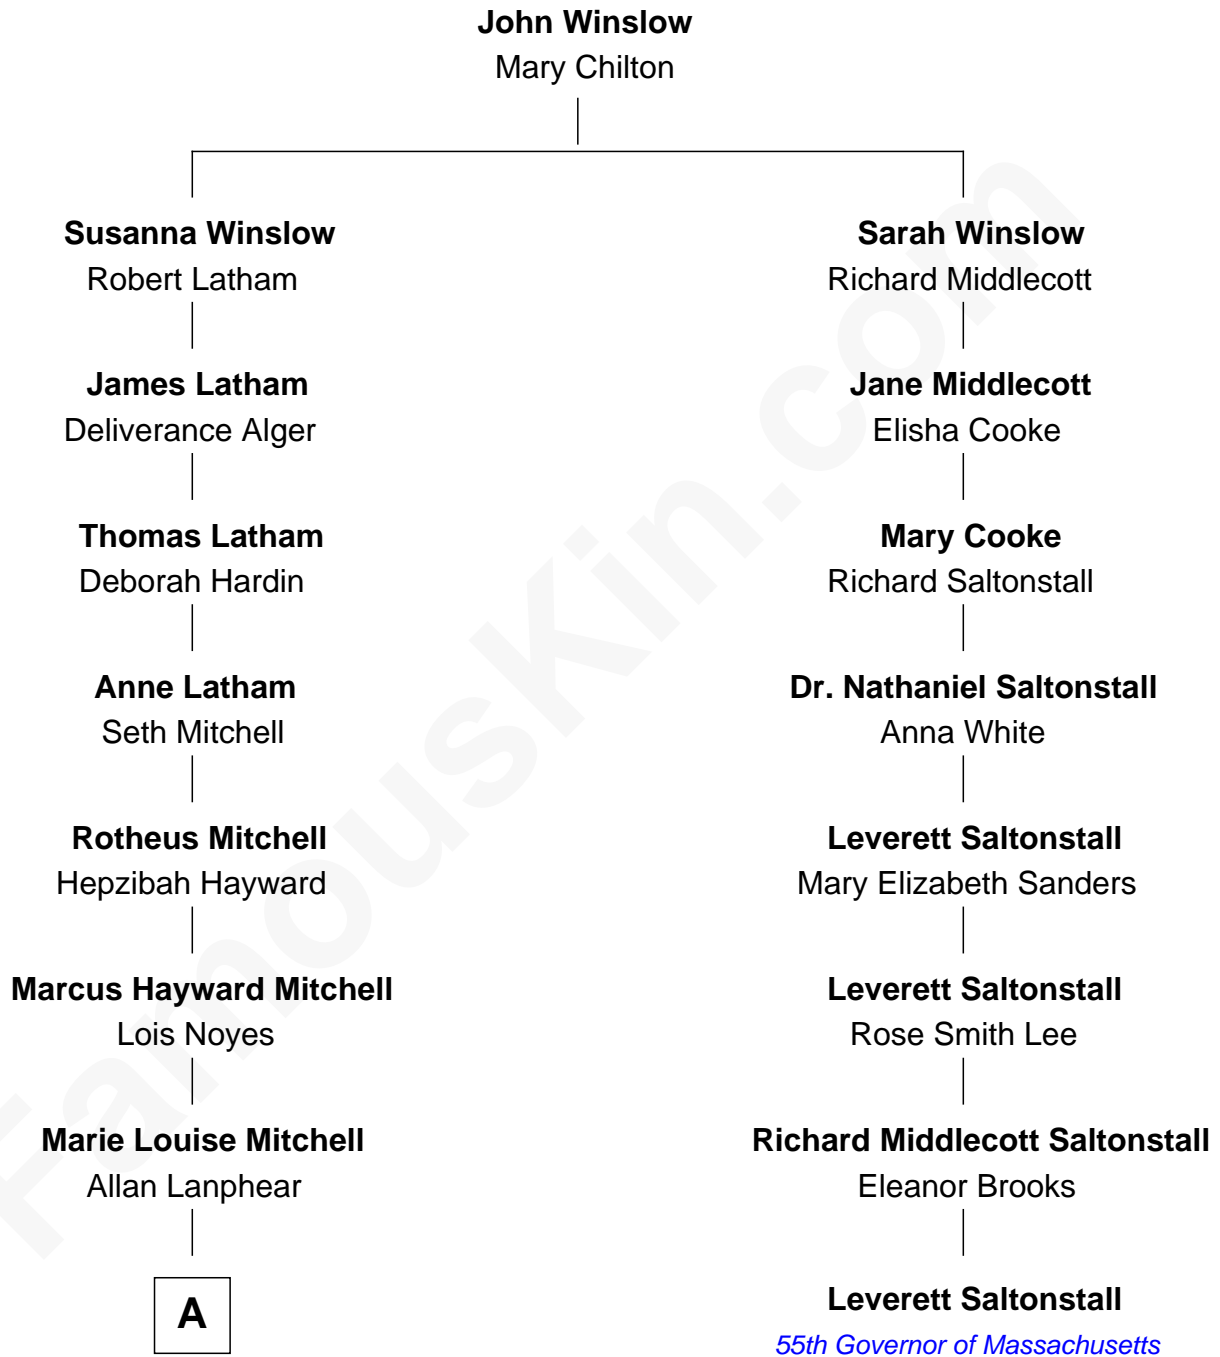 John Winslow
Mary Chilton
Susanna Winslow
Robert Latham
Sarah Winslow
Richard Middlecott
James Latham
Deliverance Alger
Jane Middlecott
Elisha Cooke
Thomas Latham
Deborah Hardin
Mary Cooke
Richard Saltonstall
Anne Latham
Seth Mitchell
Dr. Nathaniel Saltonstall
Anna White
Rotheus Mitchell
Hepzibah Hayward
Leverett Saltonstall
Mary Elizabeth Sanders
Marcus Hayward Mitchell
Lois Noyes
Leverett Saltonstall
Rose Smith Lee
Marie Louise Mitchell
Allan Lanphear
Richard Middlecott Saltonstall
Eleanor Brooks
A
Leverett Saltonstall
55th Governor of Massachusetts
FamousKin.com